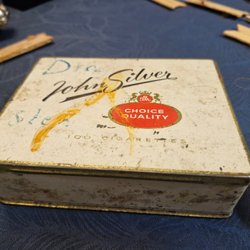 John Silver
CHOICE
QUALITY
100 CIGARETTES